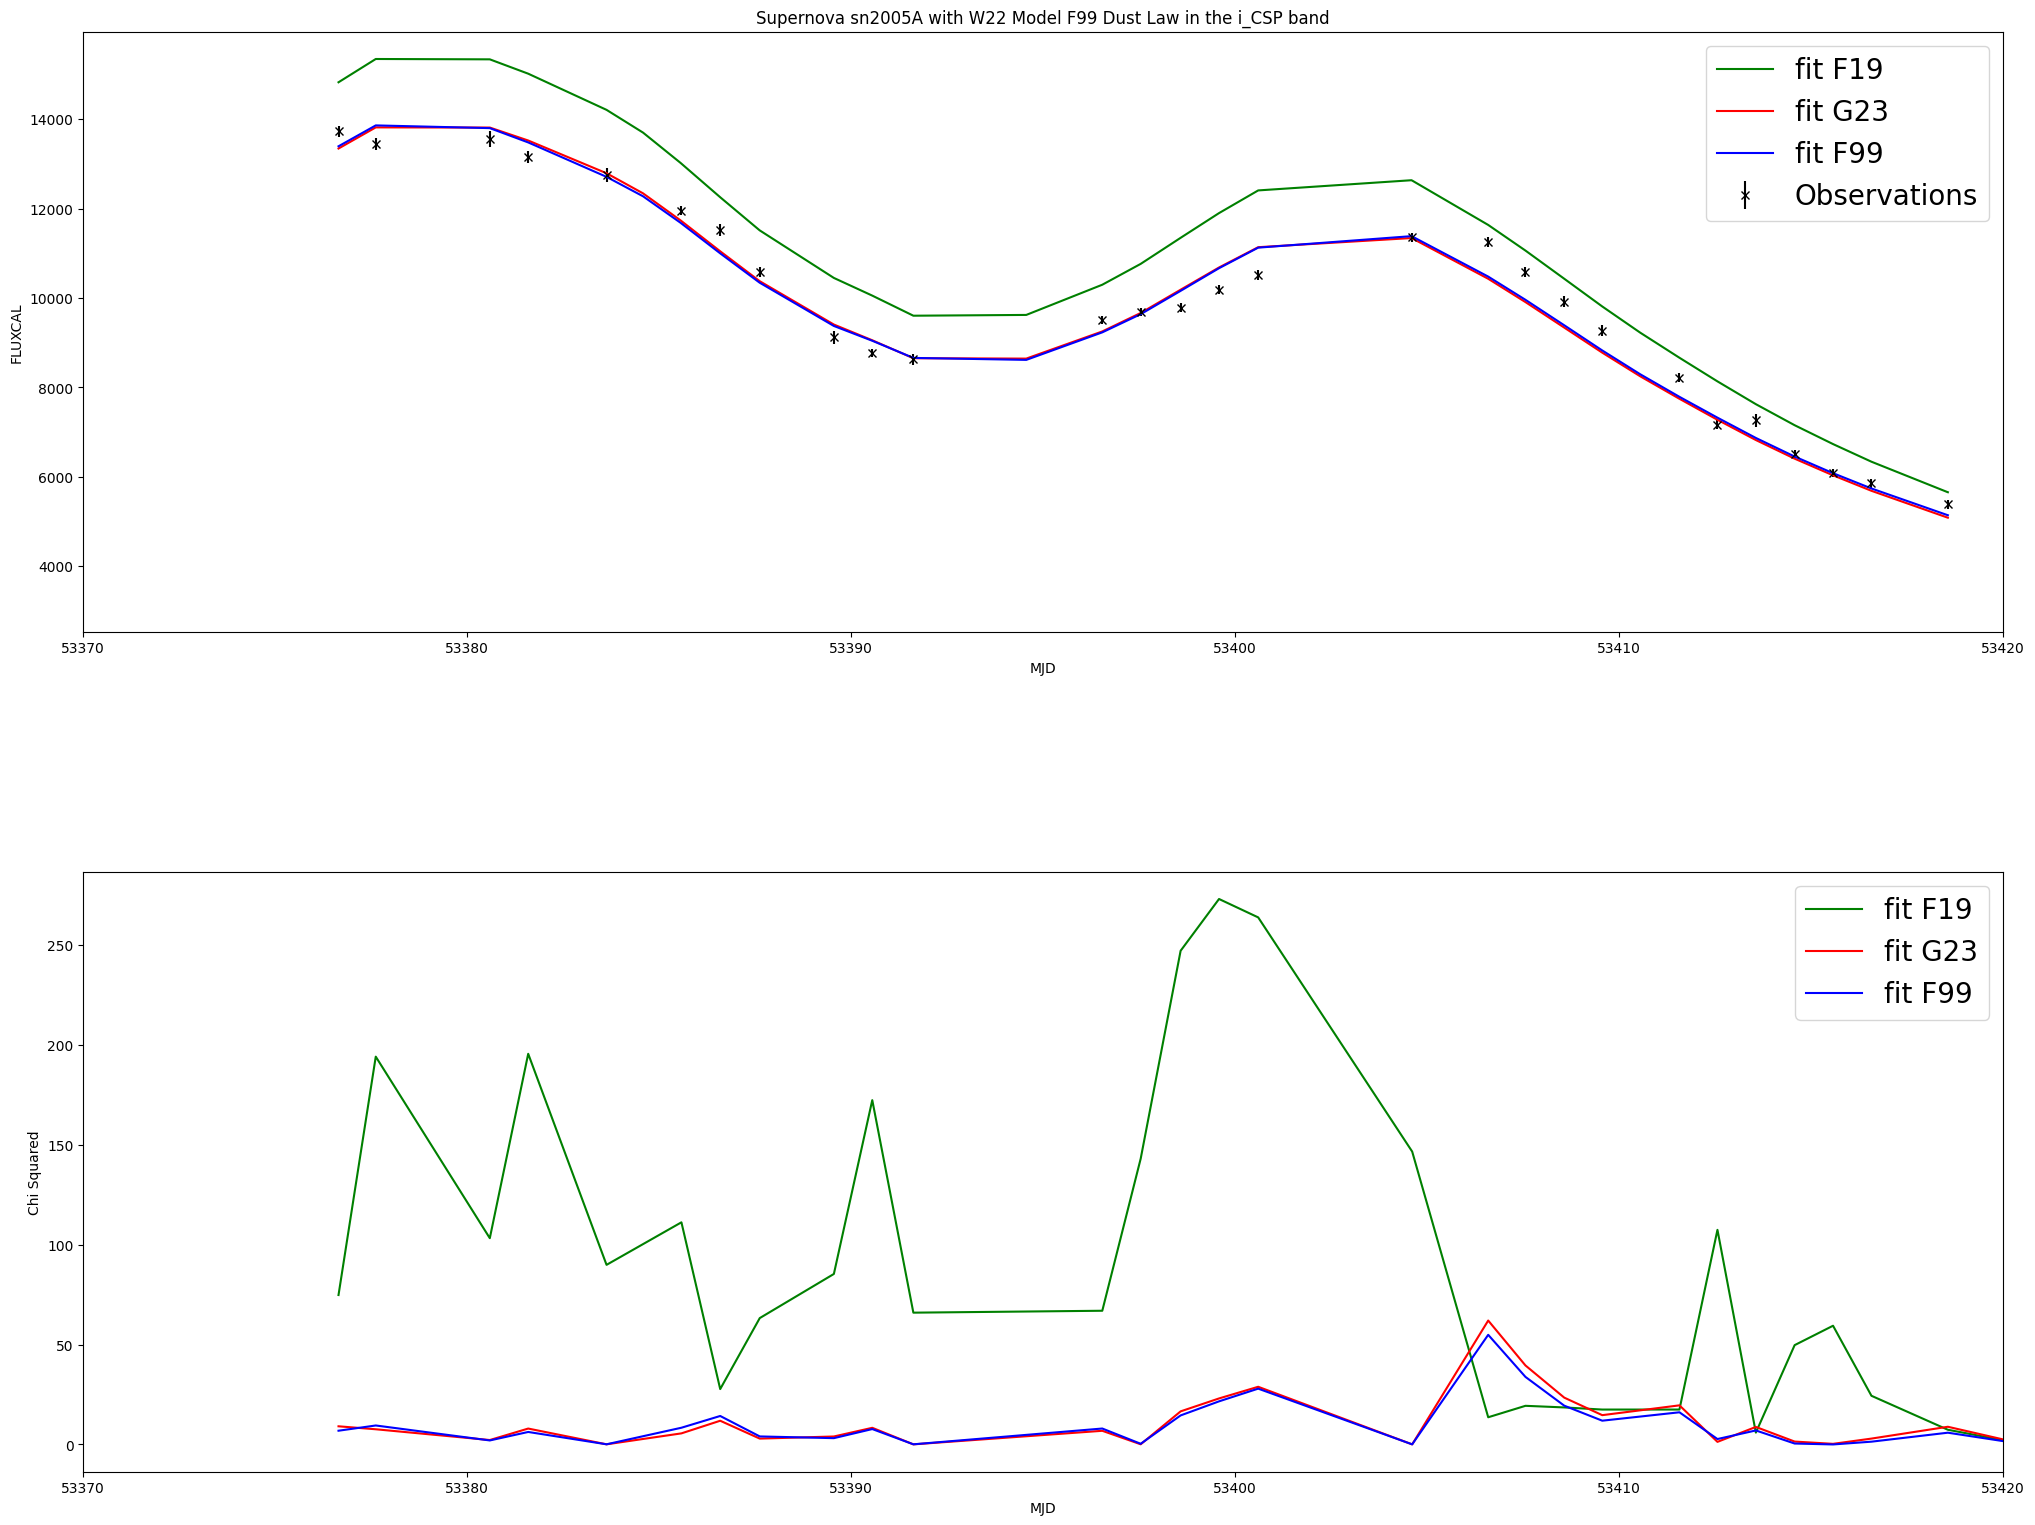 Supernova sn2005A with W22 Model F99 Dust Law in the i_CSP band
fit F19
fit G23
fit F99
Observations
14000
12000
10000
8000
6000
4000
FLUXCAL
53370
53380
53390
53400
53410
53420
MJD
fit F19
fit G23
fit F99
250
200
150
100
50
0
Chi Squared
53370
53380
53390
53400
53410
53420
MJD